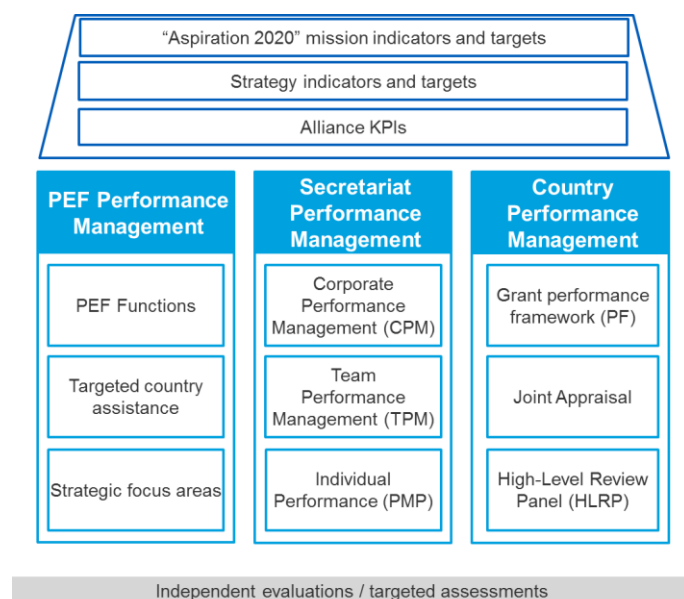 “Aspiration 2020” mission indicators and targets
Strategy indicators and targets
Alliance KPIs
PEF Performance
Management
PEF Functions
Targeted country
assistance
Strategic focus areas
Secretariat
Performance
Management
Corporate
Performance
Management (CPM)
Team
Performance
Management (TPM)
Individual
Performance (PMP)
Country
Performance
Management
Grant performance
framework (PF)
Joint Appraisal
High-Level Review
Panel (HLRP)
Independent evaluations / targeted assessments